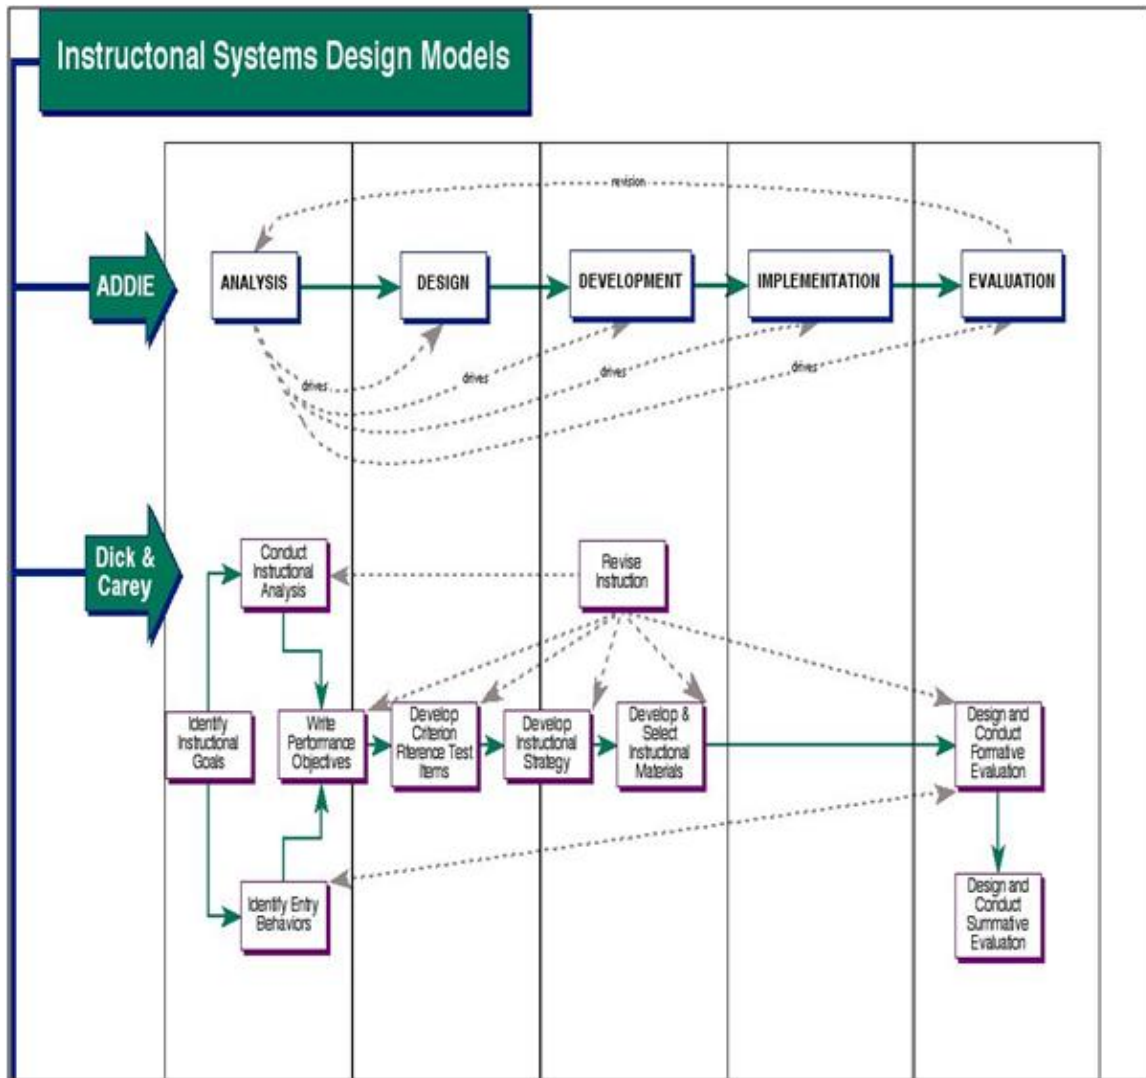 Instructonal Systems Design Models
revision
ADDIE
ANALYSIS
DESIGN
DEVELOPMENT
IMPLEMENTATION
EVALUATION
drives
drives
drives
drives
Dick &
Carey
Conduct
Instructional
Analysis
Revise
Instruction
Identify
Instructional
Goals
Write
Performance
Objectives
Develop
Criterion
Rference Test
Items
Develop
Instructional
Strategy
Develop &
Select
Instructional
Materials
Design and
Conduct
Formative
Evaluation
Identify Entry
Behaviors
Design and
Conduct
Summative
Evaluation